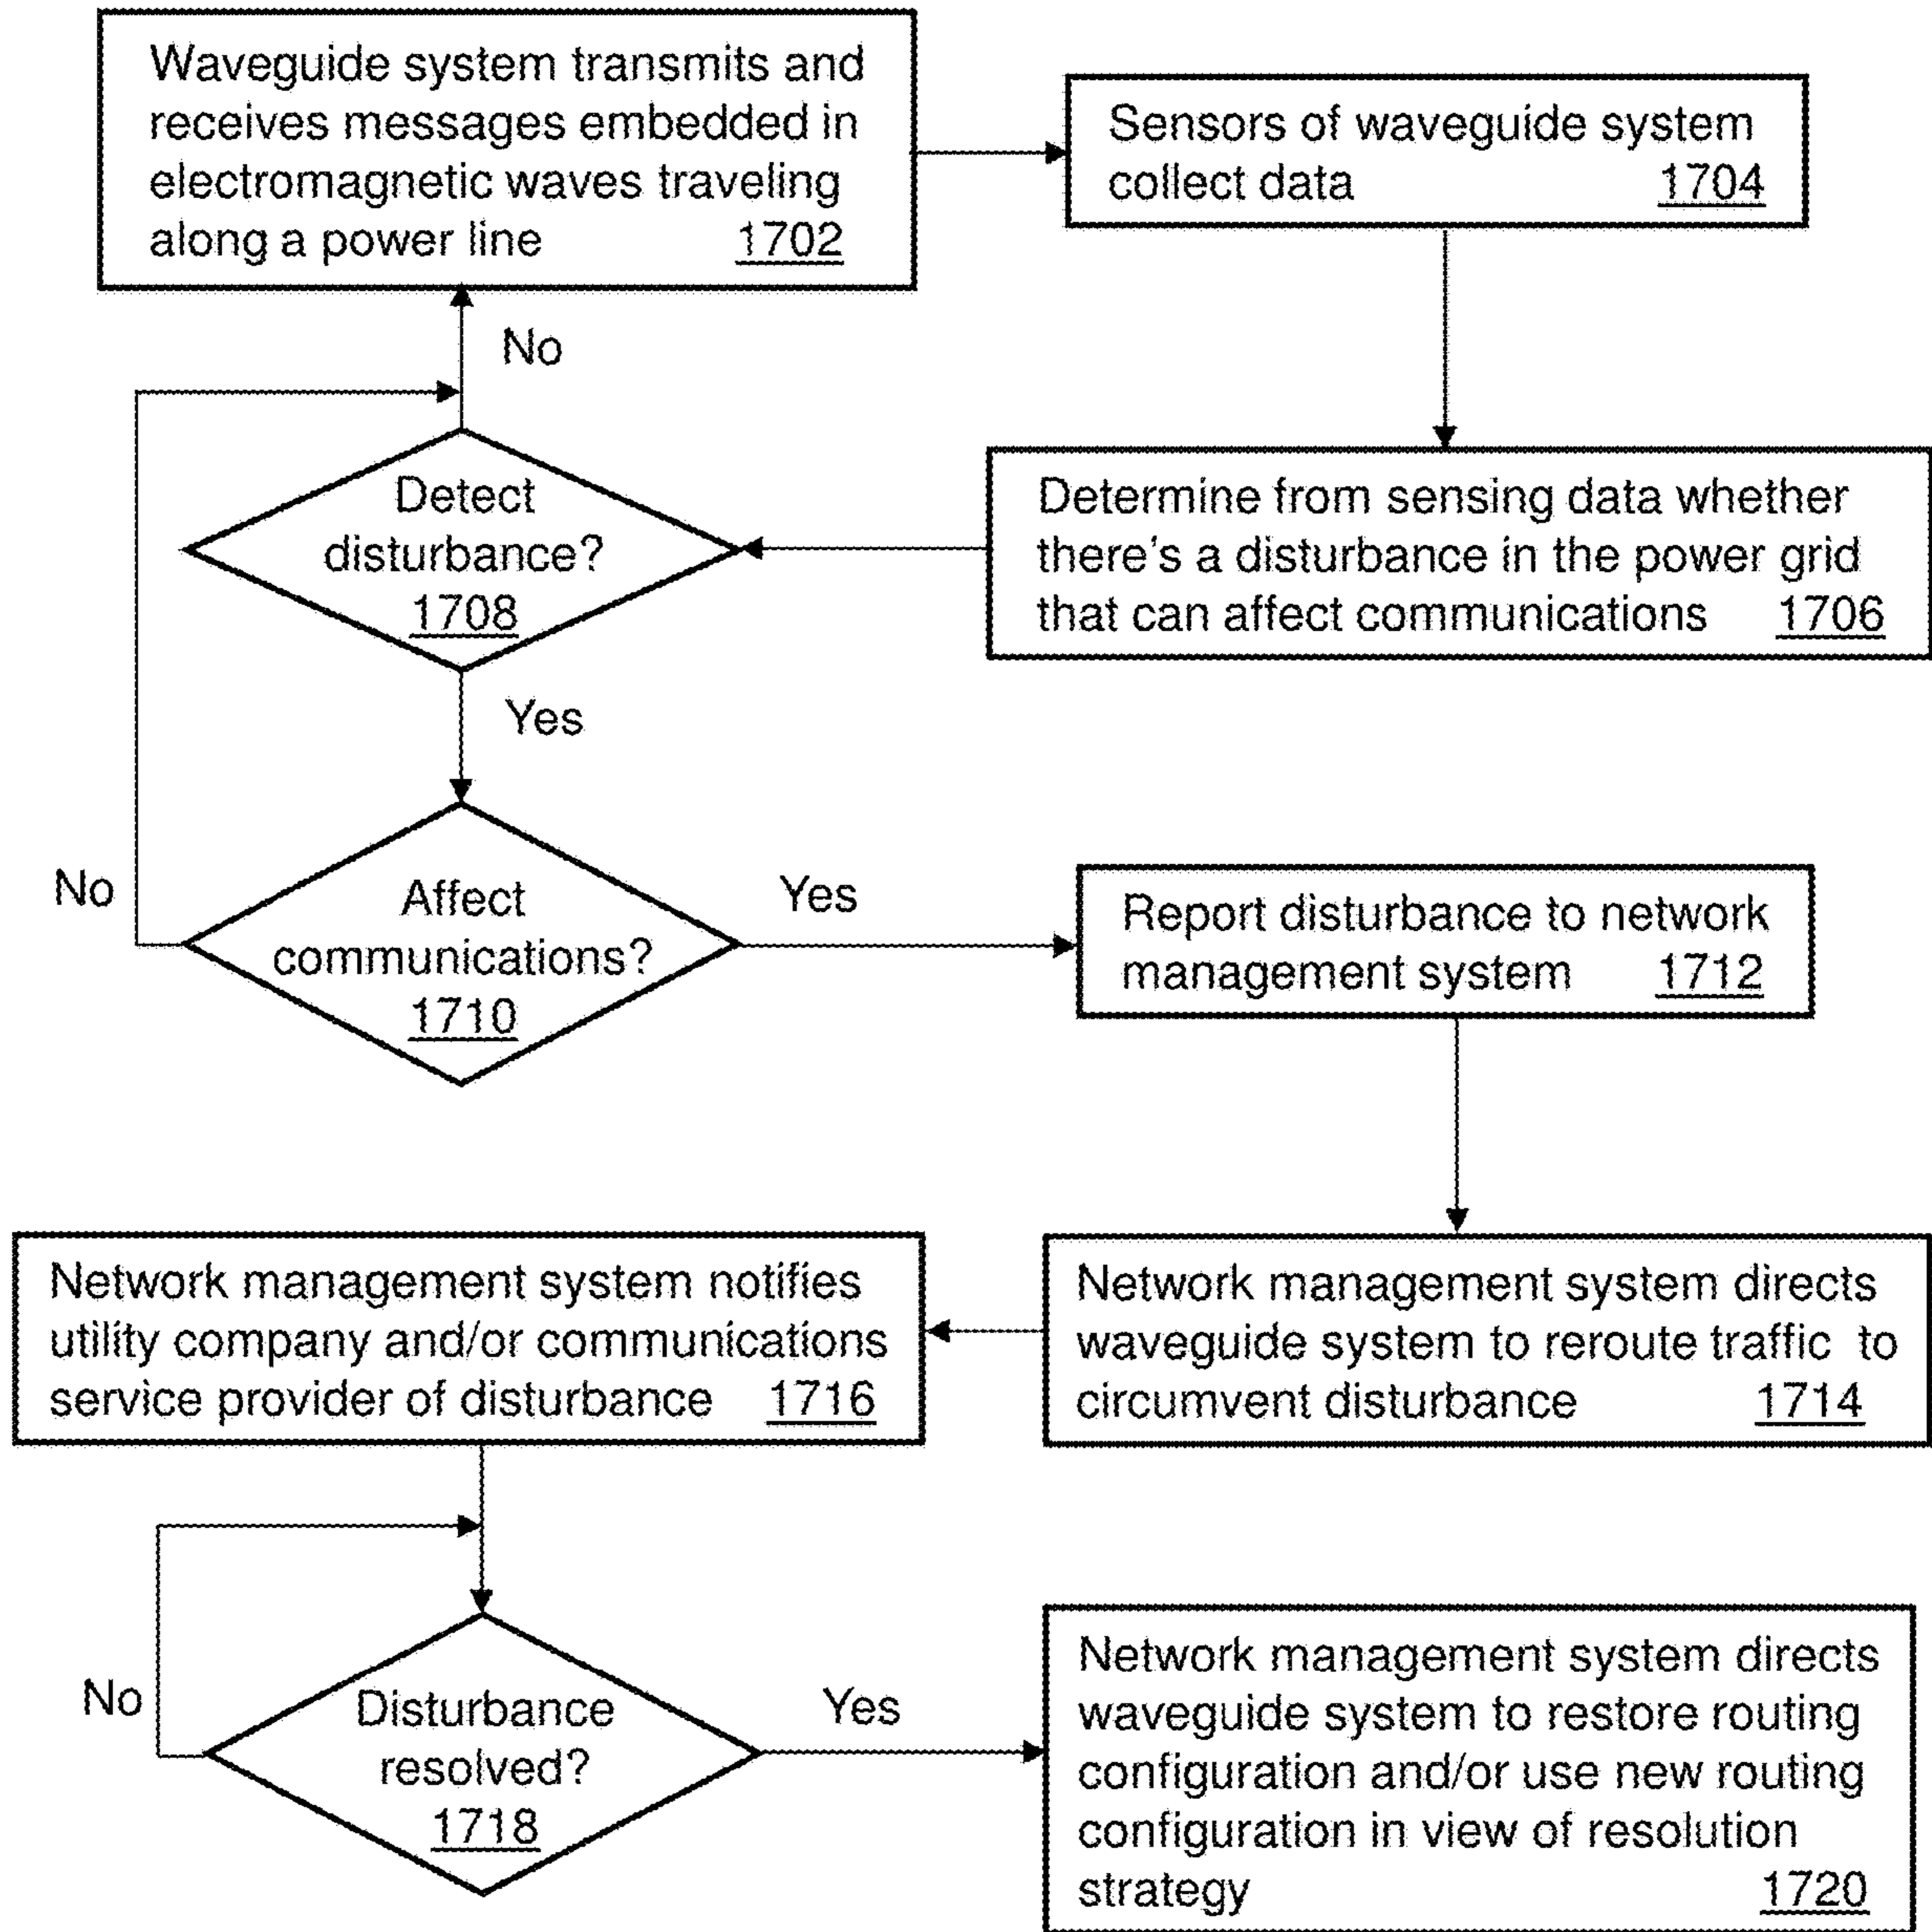 Waveguide system transmits and
receives messages embedded in
electromagnetic waves traveling
along a power line 1702
Sensors of waveguide system
collect data 1704
No
Detect
disturbance?
1708
Determine from sensing data whether
there's a disturbance in the power grid
that can affect communications 1706
Yes
No
Affect
communications?
1710
Yes
Report disturbance to network
management system 1712
Network management system notifies
utility company and/or communications
service provider of disturbance 1716
Network management system directs
waveguide system to reroute traffic to
circumvent disturbance 1714
No
Disturbance
resolved?
1718
Yes
Network management system directs
waveguide system to restore routing
configuration and/or use new routing
configuration in view of resolution
strategy 1720